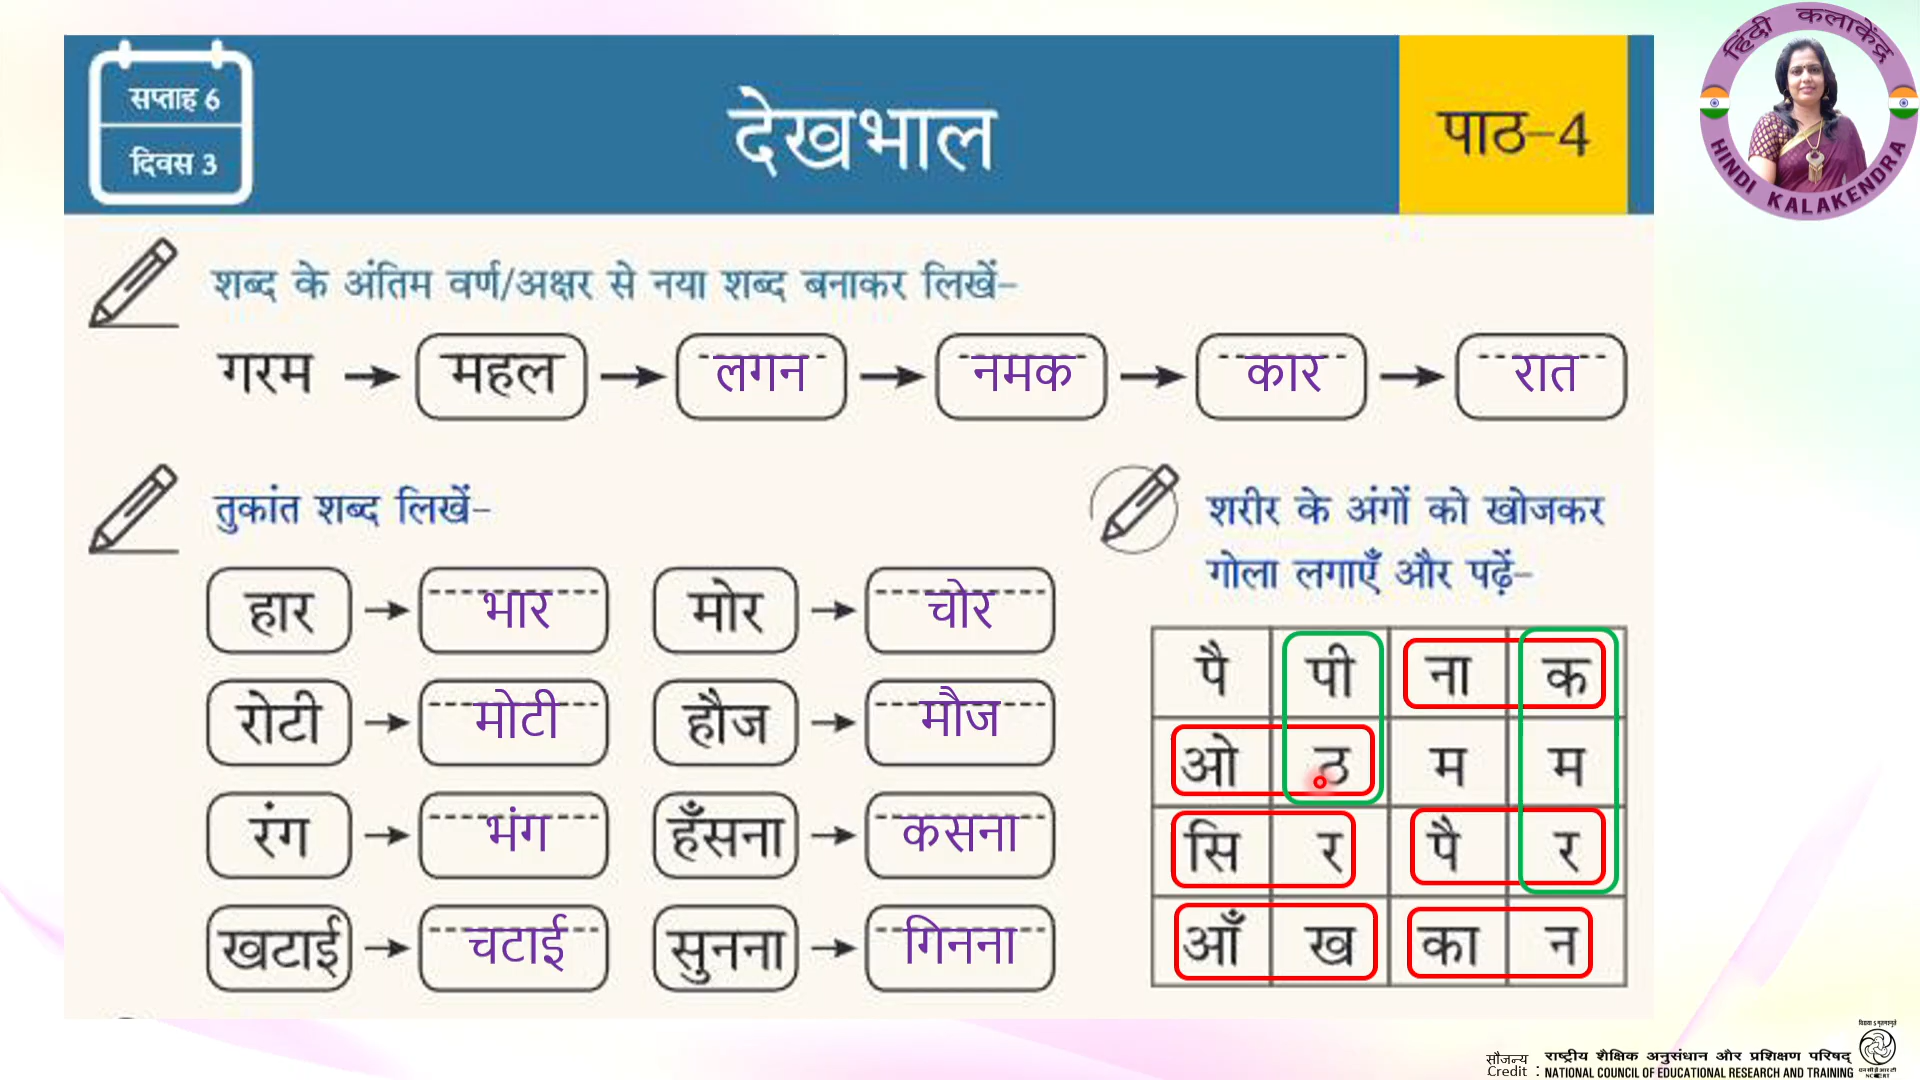 हिंदी कलाकेंद्र
HINDI KALAKENDRA
सप्ताह 6
दिवस 3
देखभाल
पाठ–4
शब्द के अंतिम वर्ण/अक्षर से नया शब्द बनाकर लिखें–
गरम महल लगन नमक कार रात
तुकांत शब्द लिखें–
हार भार मोर चोर
रोटी मोटी हौज मौज
रंग भंग हँसना कसना
खटाई चटाई सुनना गिनना
शरीर के अंगों को खोजकर
गोला लगाएँ और पढ़ें–
पै पी ना क
ओ ठ म म
सि र पै र
आँ ख का न
सौजन्य
Credit :
राष्ट्रीय शैक्षिक अनुसंधान और प्रशिक्षण परिषद्
NATIONAL COUNCIL OF EDUCATIONAL RESEARCH AND TRAINING
NCERT